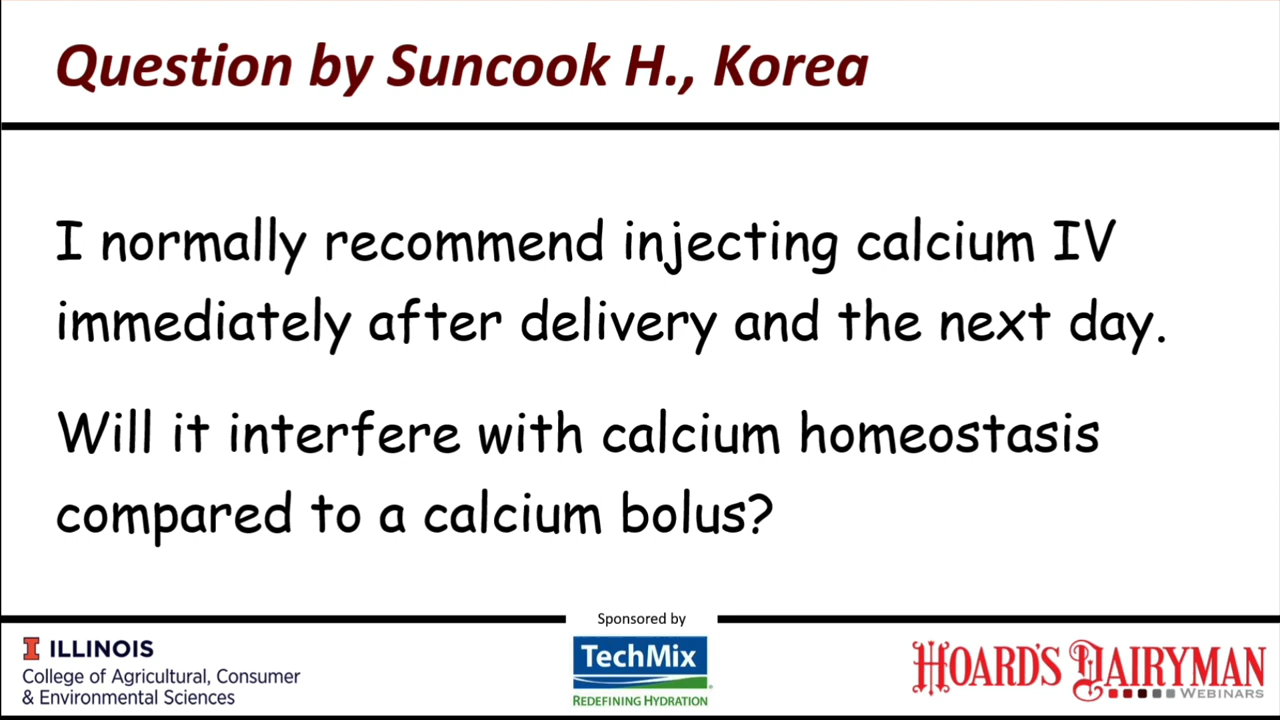 Question by Suncook H., Korea
I normally recommend injecting calcium IV
immediately after delivery and the next day.
Will it interfere with calcium homeostasis
compared to a calcium bolus?
Sponsored by
I ILLINOIS
College of Agricultural, Consumer
& Environmental Sciences
TechMix
REDEFINING HYDRATION
HOARD'S DAIRYMAN
WEBINARS